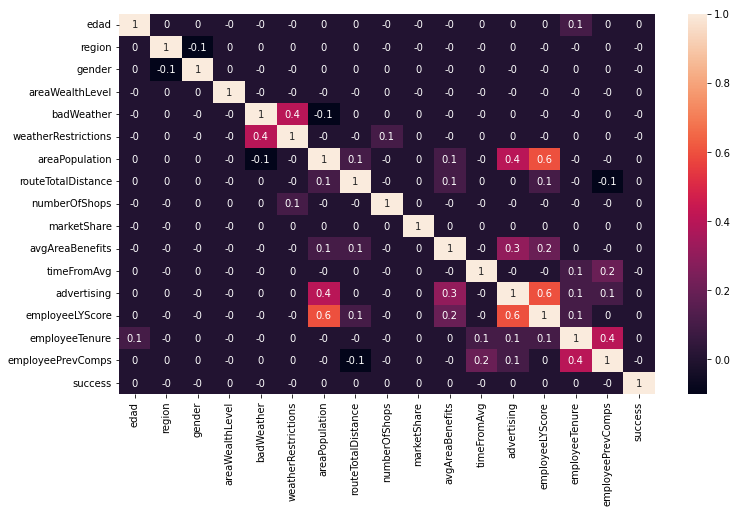 edad 1 0 0 -0 -0 -0 0 0 -0 0 -0 -0 0 0 0.1 0 0
region 0 1 -0.1 0 0 -0 0 -0 0 0 -0 0 -0 -0 -0 0 -0
gender 0 -0.1 1 -0 -0 0 -0 0 -0 0 -0 0 0 0 -0 -0 -0
areaWealthLevel -0 0 -0 1 -0 -0 -0 0 -0 0 -0 -0 -0 -0 0 0 -0
badWeather -0 0 -0 -0 1 0.4 -0.1 0 0 0 -0 0 0 -0 -0 0 0
weatherRestrictions -0 -0 0 -0 0.4 1 -0 -0 0.1 0 -0 -0 0 -0 -0 0 0
areaPopulation 0 0 -0 -0 -0.1 -0 1 0.1 -0 0 0.1 -0 0.4 0.6 -0 -0 0
routeTotalDistance 0 -0 0 0 0 -0 0.1 1 -0 0 0.1 0 0 0.1 -0 -0.1 0
numberOfShops -0 0 -0 -0 0 0.1 -0 -0 1 0 -0 -0 0 -0 -0 0 0
marketShare 0 0 0 0 0 0 0 0 0 1 -0 -0 0 0 0 0 0
avgAreaBenefits -0 -0 -0 -0 -0 -0 0.1 0.1 -0 -0 1 -0 0.3 0.2 0 -0 0
timeFromAvg -0 0 0 -0 0 -0 -0 0 -0 -0 -0 1 -0 -0 0.1 0.2 0
advertising 0 -0 0 -0 0 0 0.4 0 0 0 0.3 -0 1 0.6 0.1 0.1 0
employeeLYScore 0 -0 0 -0 -0 -0 0.6 0.1 -0 0 0.2 -0 0.6 1 0.1 0 0
employeeTenure 0.1 -0 -0 0 -0 -0 -0 -0 -0 0 0 0.1 0.1 0.1 1 0.4 0
employeePrevComps 0 0 -0 0 0 0 -0 -0.1 0 0 -0 0.2 0.1 0 0.4 1 -0
success 0 -0 -0 -0 0 0 0 0 0 0 0 0 0 0 0 -0 1
edad
region
gender
areaWealthLevel
badWeather
weatherRestrictions
areaPopulation
routeTotalDistance
numberOfShops
marketShare
avgAreaBenefits
timeFromAvg
advertising
employeeLYScore
employeeTenure
employeePrevComps
success
1.0
0.8
0.6
0.4
0.2
0.0